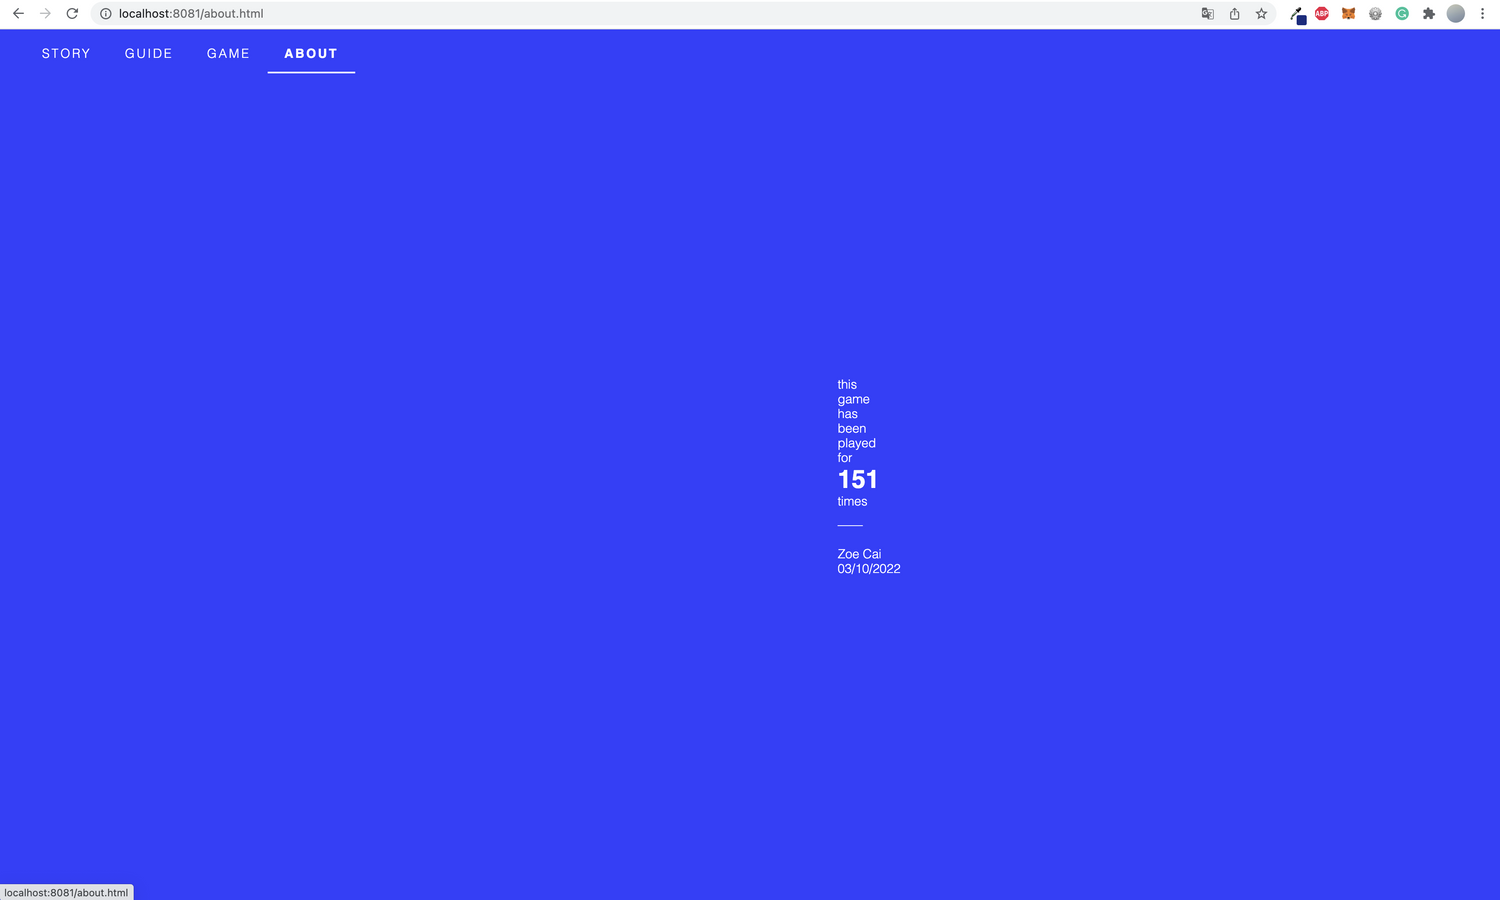 localhost:8081/about.html
ABP
STORY GUIDE GAME ABOUT
this
game
has
been
played
for
151
times
Zoe Cai
03/10/2022
localhost:8081/about.html